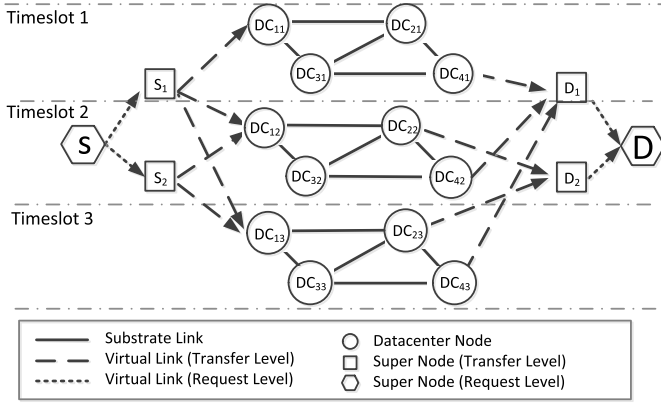 Timeslot 1
DC11 DC21
DC31 DC41
S1 D1
Timeslot 2
DC12 DC22
S D
S2 DC32 DC42 D2
Timeslot 3
DC13 DC23
DC33 DC43
Substrate Link Datacenter Node
Virtual Link (Transfer Level) Super Node (Transfer Level)
Virtual Link (Request Level) Super Node (Request Level)